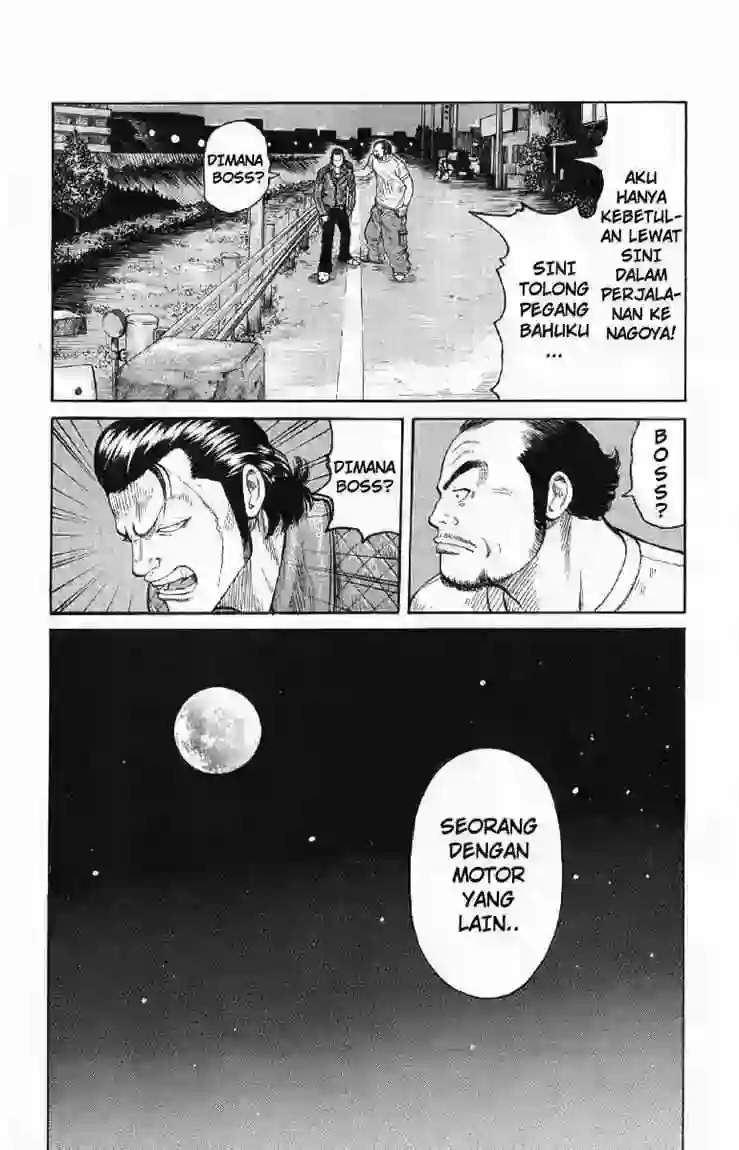 AKU
HANYA
KEBETUL-
AN LEWAT
SINI
DALAM
PERJALA-
NAN KE
NAGOYA!
SINI
TOLONG
PEGANG
BAHUKU
...
DIMANA
BOSS?
BOSS?
DIMANA
BOSS?
SEORANG
DENGAN
MOTOR
YANG
LAIN..